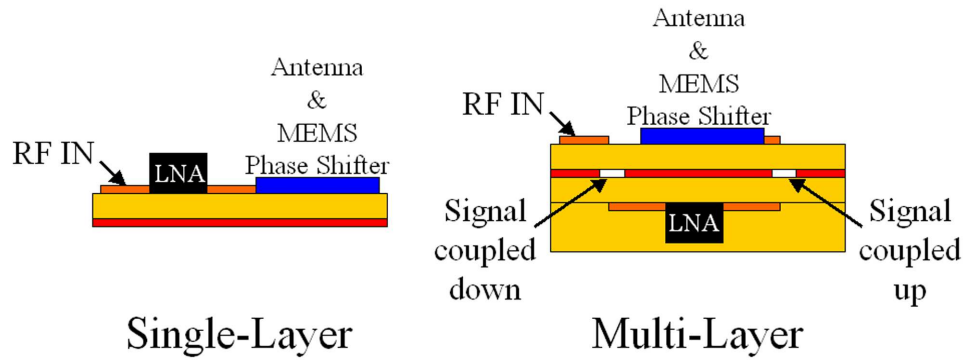 Antenna
&
MEMS
Phase Shifter
RF IN
LNA
Single-Layer
Antenna
&
MEMS
Phase Shifter
RF IN
Signal
coupled
down
LNA
Signal
coupled
up
Multi-Layer